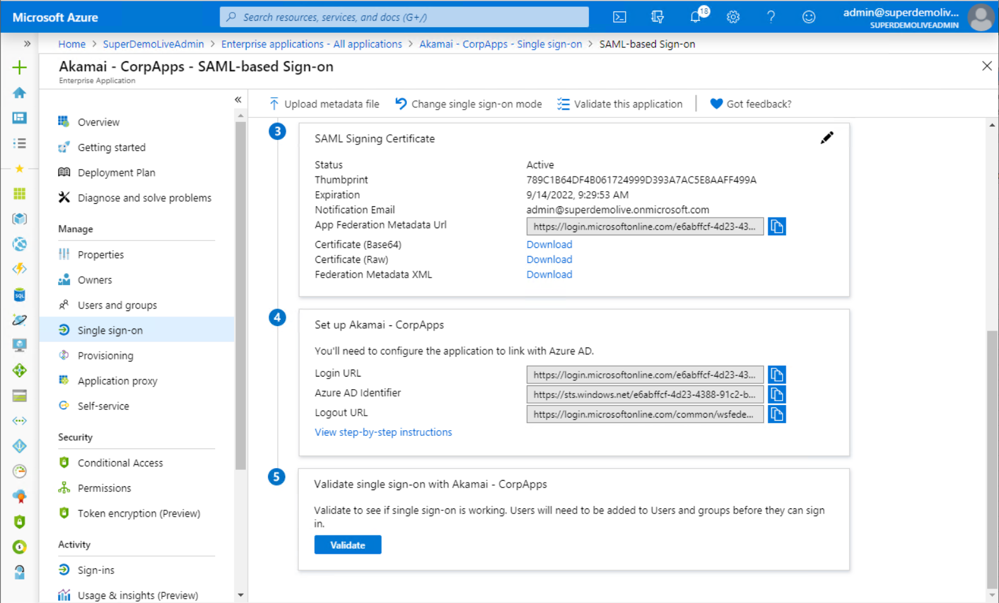 Microsoft Azure
Search resources, services, and docs (G+/)
18
admin@superdemoliv...
SUPERDEMOLIVEADMIN
Home > SuperDemoLiveAdmin > Enterprise applications - All applications > Akamai - CorpApps - Single sign-on > SAML-based Sign-on
Akamai - CorpApps - SAML-based Sign-on
Enterprise Application
Overview
Getting started
Deployment Plan
Diagnose and solve problems
Manage
Properties
Owners
Users and groups
Single sign-on
Provisioning
Application proxy
Self-service
Security
Conditional Access
Permissions
Token encryption (Preview)
Activity
Sign-ins
Usage & insights (Preview)
SQL
Upload metadata file
Change single sign-on mode
Validate this application
Got feedback?
3
SAML Signing Certificate
Status Active
Thumbprint 789C1B64DF4B061724999D393A7AC5E8AAFF499A
Expiration 9/14/2022, 9:29:53 AM
Notification Email admin@superdemolive.onmicrosoft.com
App Federation Metadata Url https://login.microsoftonline.com/e6abffcf-4d23-43...
Certificate (Base64) Download
Certificate (Raw) Download
Federation Metadata XML Download
4
Set up Akamai - CorpApps
You'll need to configure the application to link with Azure AD.
Login URL https://login.microsoftonline.com/e6abffcf-4d23-43...
Azure AD Identifier https://sts.windows.net/e6abffcf-4d23-4388-91c2-b...
Logout URL https://login.microsoftonline.com/common/wsfede...
View step-by-step instructions
5
Validate single sign-on with Akamai - CorpApps
Validate to see if single sign-on is working. Users will need to be added to Users and groups before they can sign
in.
Validate